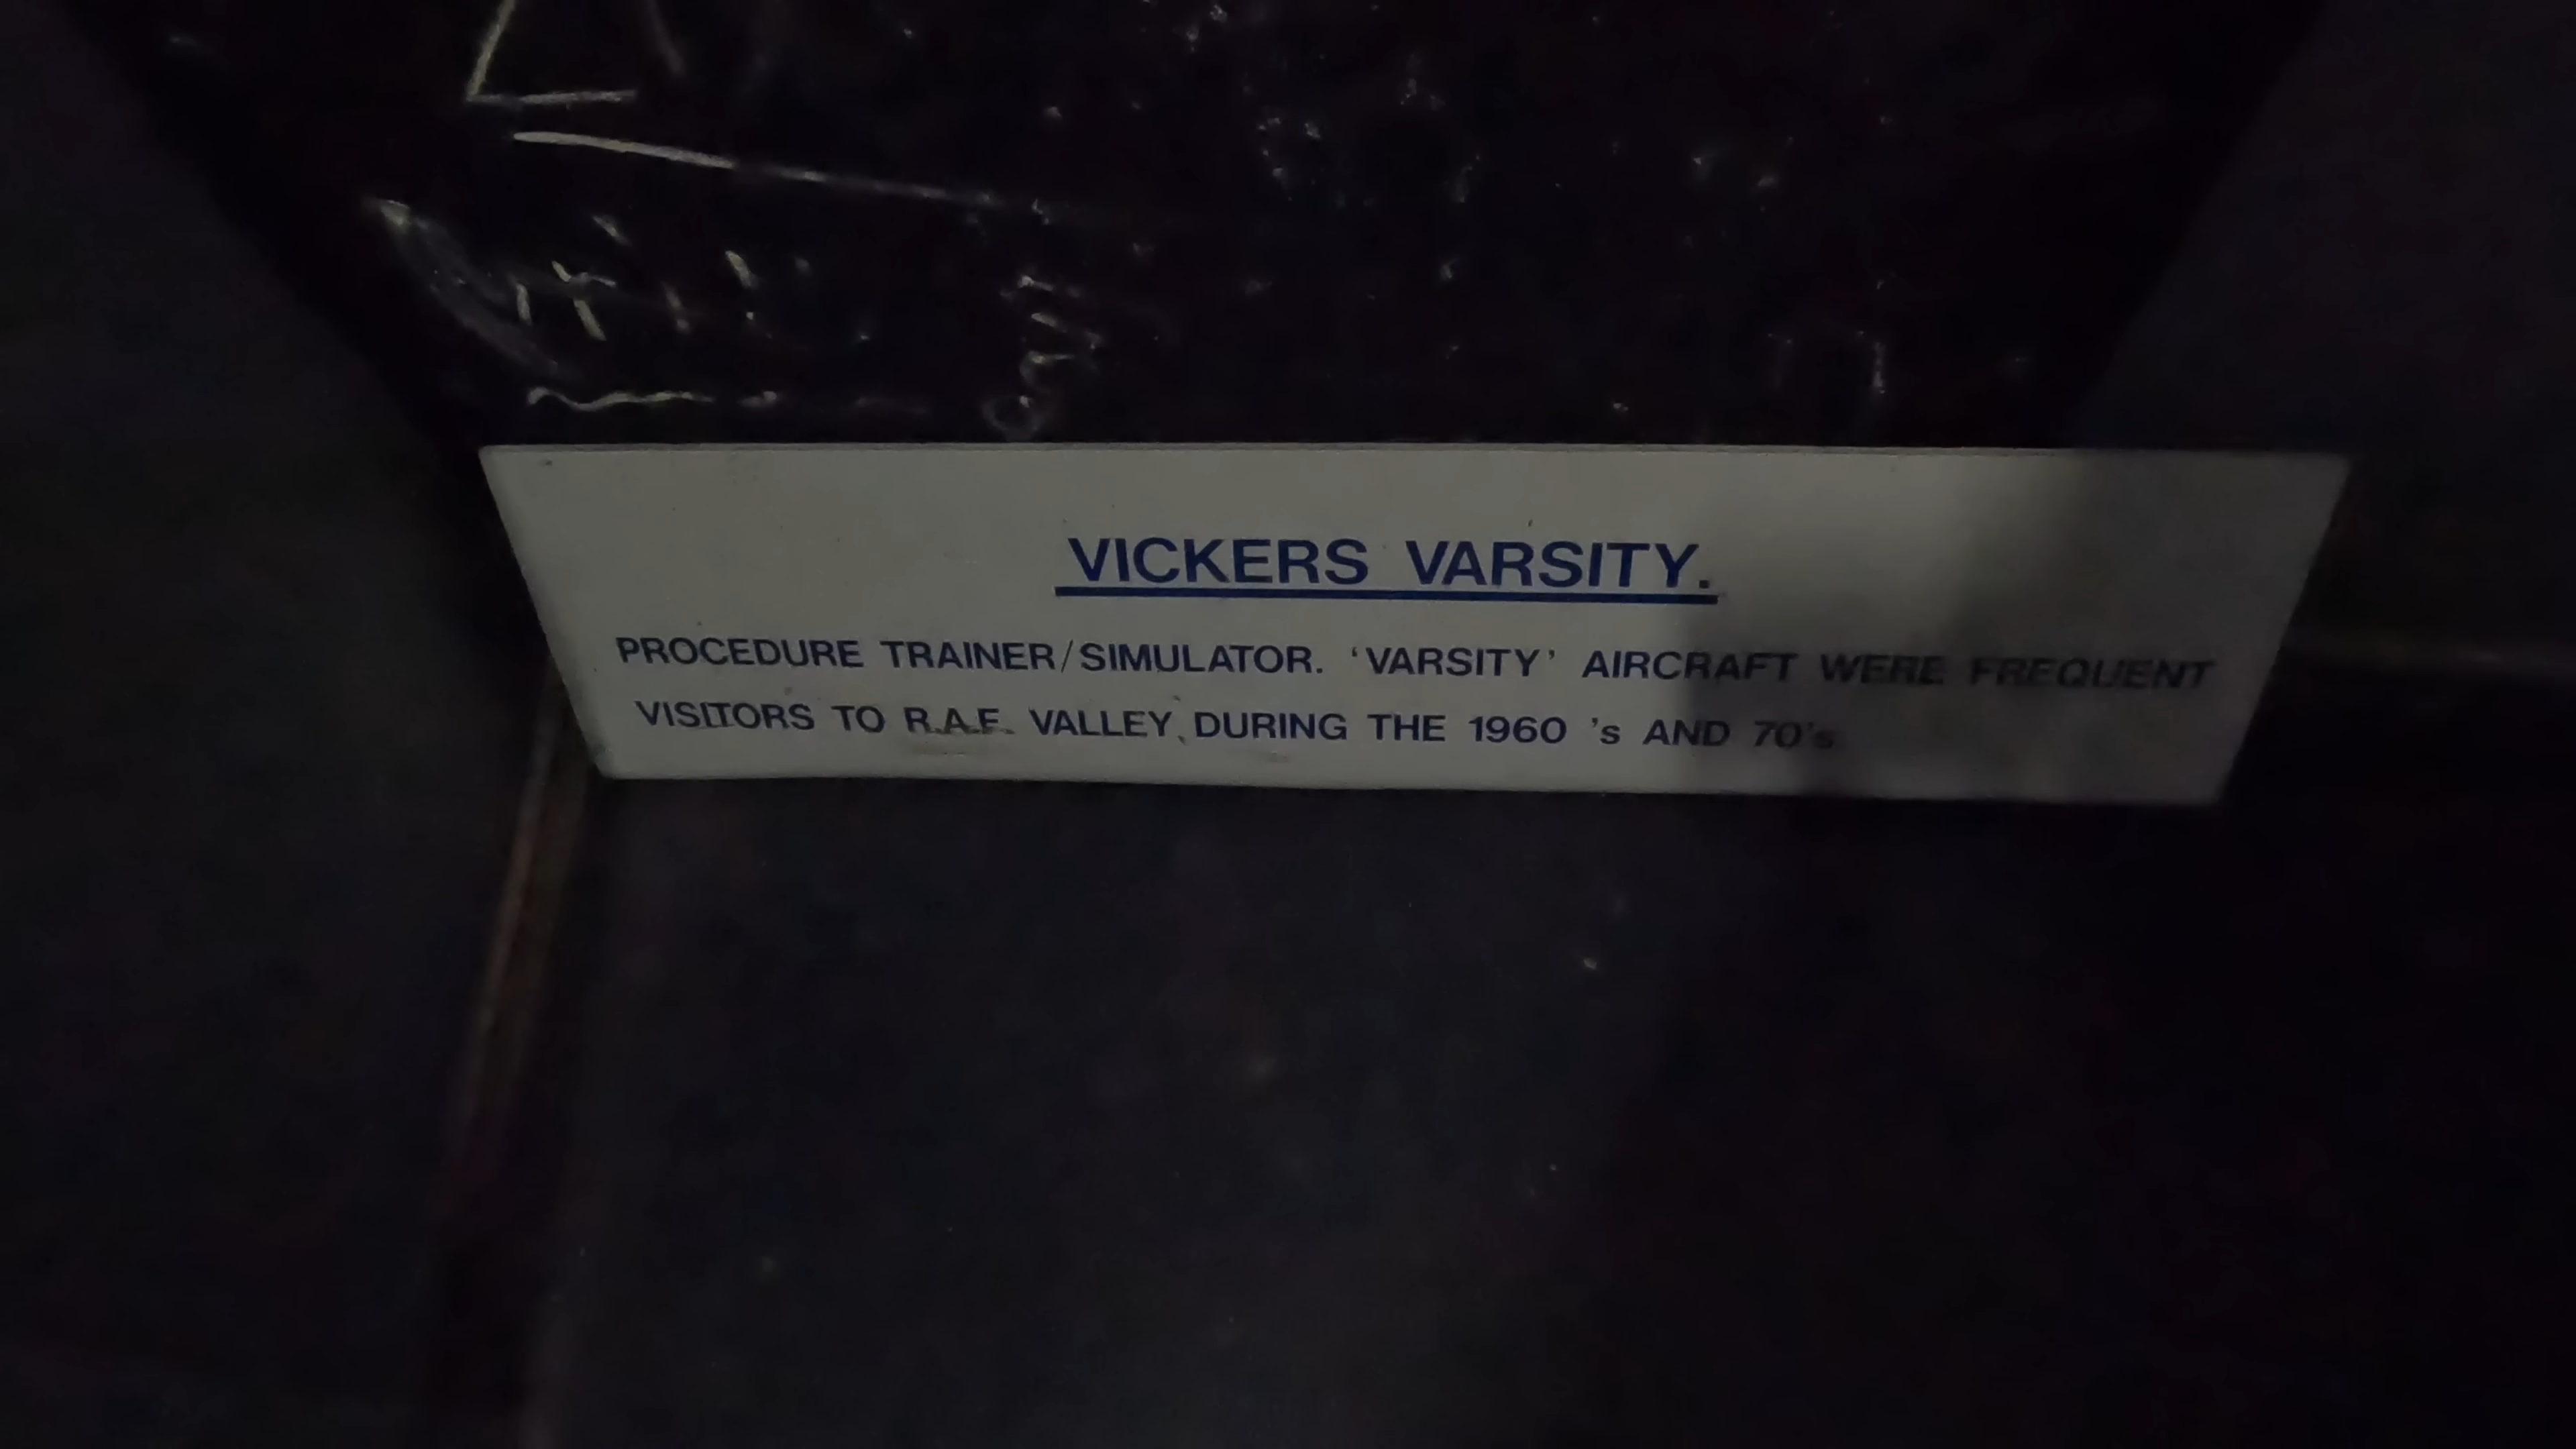 VICKERS VARSITY.
PROCEDURE TRAINER/SIMULATOR. 'VARSITY' AIRCRAFT WERE FREQUENT
VISITORS TO R.A.F. VALLEY, DURING THE 1960 's AND 70's